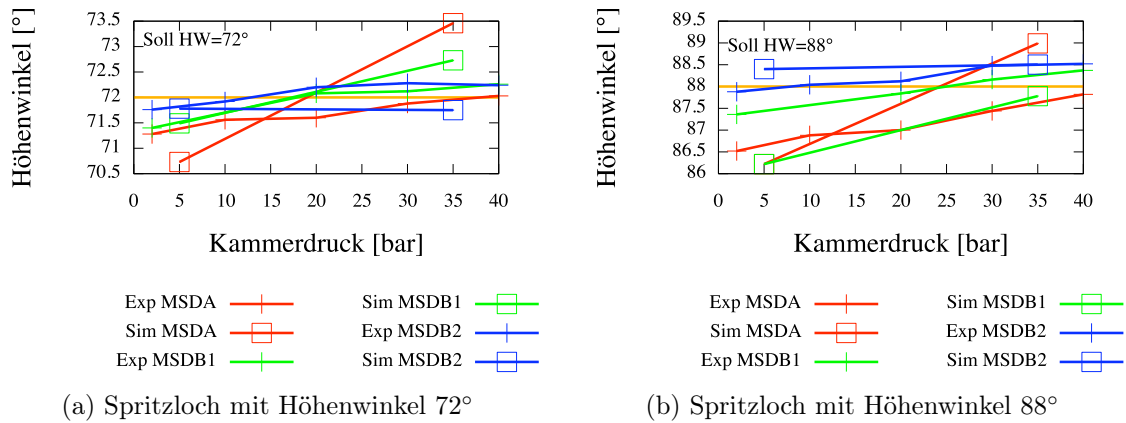 73.5
73
72.5
72
71.5
71
70.5
Höhenwinkel [°]
Soll HW=72°
0 5 10 15 20 25 30 35 40
Kammerdruck [bar]
Exp MSDA
Sim MSDA
Exp MSDB1
Sim MSDB1
Exp MSDB2
Sim MSDB2
(a) Spritzloch mit Höhenwinkel 72°
89.5
89
88.5
88
87.5
87
86.5
86
Höhenwinkel [°]
Soll HW=88°
0 5 10 15 20 25 30 35 40
Kammerdruck [bar]
Exp MSDA
Sim MSDA
Exp MSDB1
Sim MSDB1
Exp MSDB2
Sim MSDB2
(b) Spritzloch mit Höhenwinkel 88°